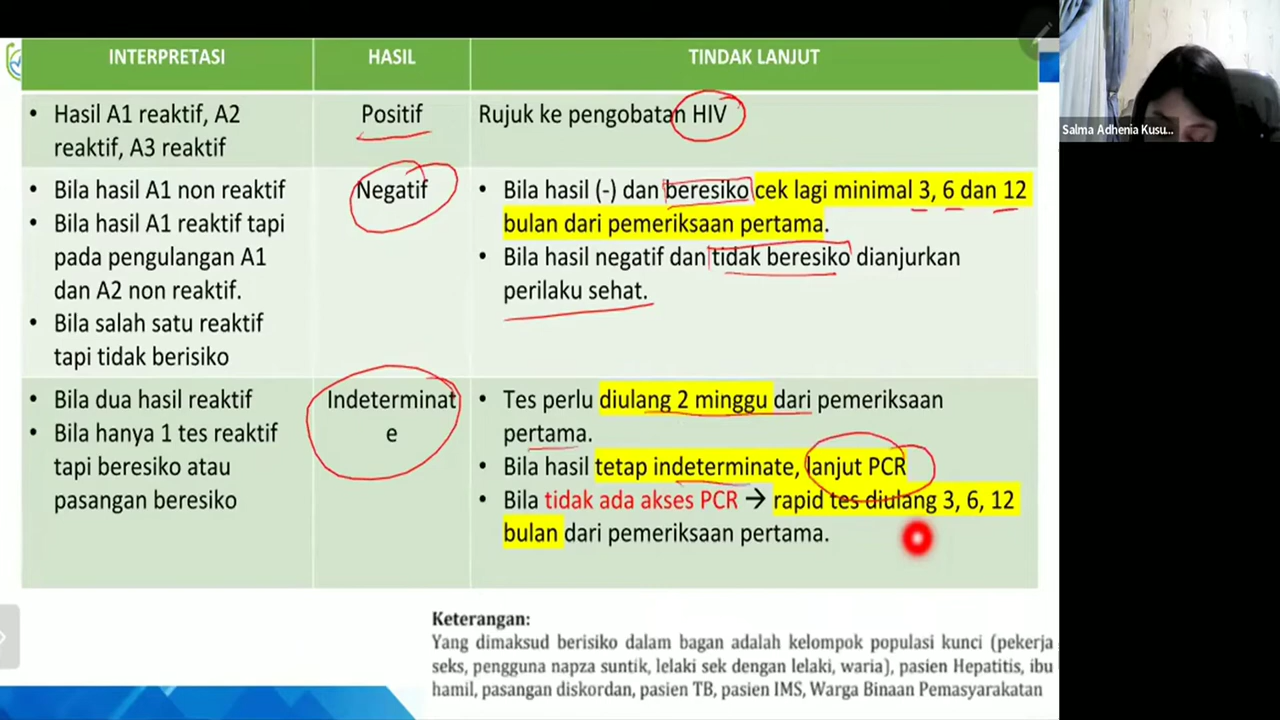 INTERPRETASI
HASIL
TINDAK LANJUT
• Hasil A1 reaktif, A2
reaktif, A3 reaktif
Positif
Rujuk ke pengobatan HIV
• Bila hasil A1 non reaktif
• Bila hasil A1 reaktif tapi
pada pengulangan A1
dan A2 non reaktif.
• Bila salah satu reaktif
tapi tidak berisiko
Negatif
• Bila hasil (-) dan beresiko cek lagi minimal 3, 6 dan 12
bulan dari pemeriksaan pertama.
• Bila hasil negatif dan tidak beresiko dianjurkan
perilaku sehat.
• Bila dua hasil reaktif
• Bila hanya 1 tes reaktif
tapi beresiko atau
pasangan beresiko
Indeterminat
e
• Tes perlu diulang 2 minggu dari pemeriksaan
pertama.
• Bila hasil tetap indeterminate, lanjut PCR
• Bila tidak ada akses PCR → rapid tes diulang 3, 6, 12
bulan dari pemeriksaan pertama.
Keterangan:
Yang dimaksud berisiko dalam bagan adalah kelompok populasi kunci (pekerja
seks, pengguna napza suntik, lelaki sek dengan lelaki, waria), pasien Hepatitis, ibu
hamil, pasangan diskordan, pasien TB, pasien IMS, Warga Binaan Pemasyarakatan
Salma Adhenia Kusu...